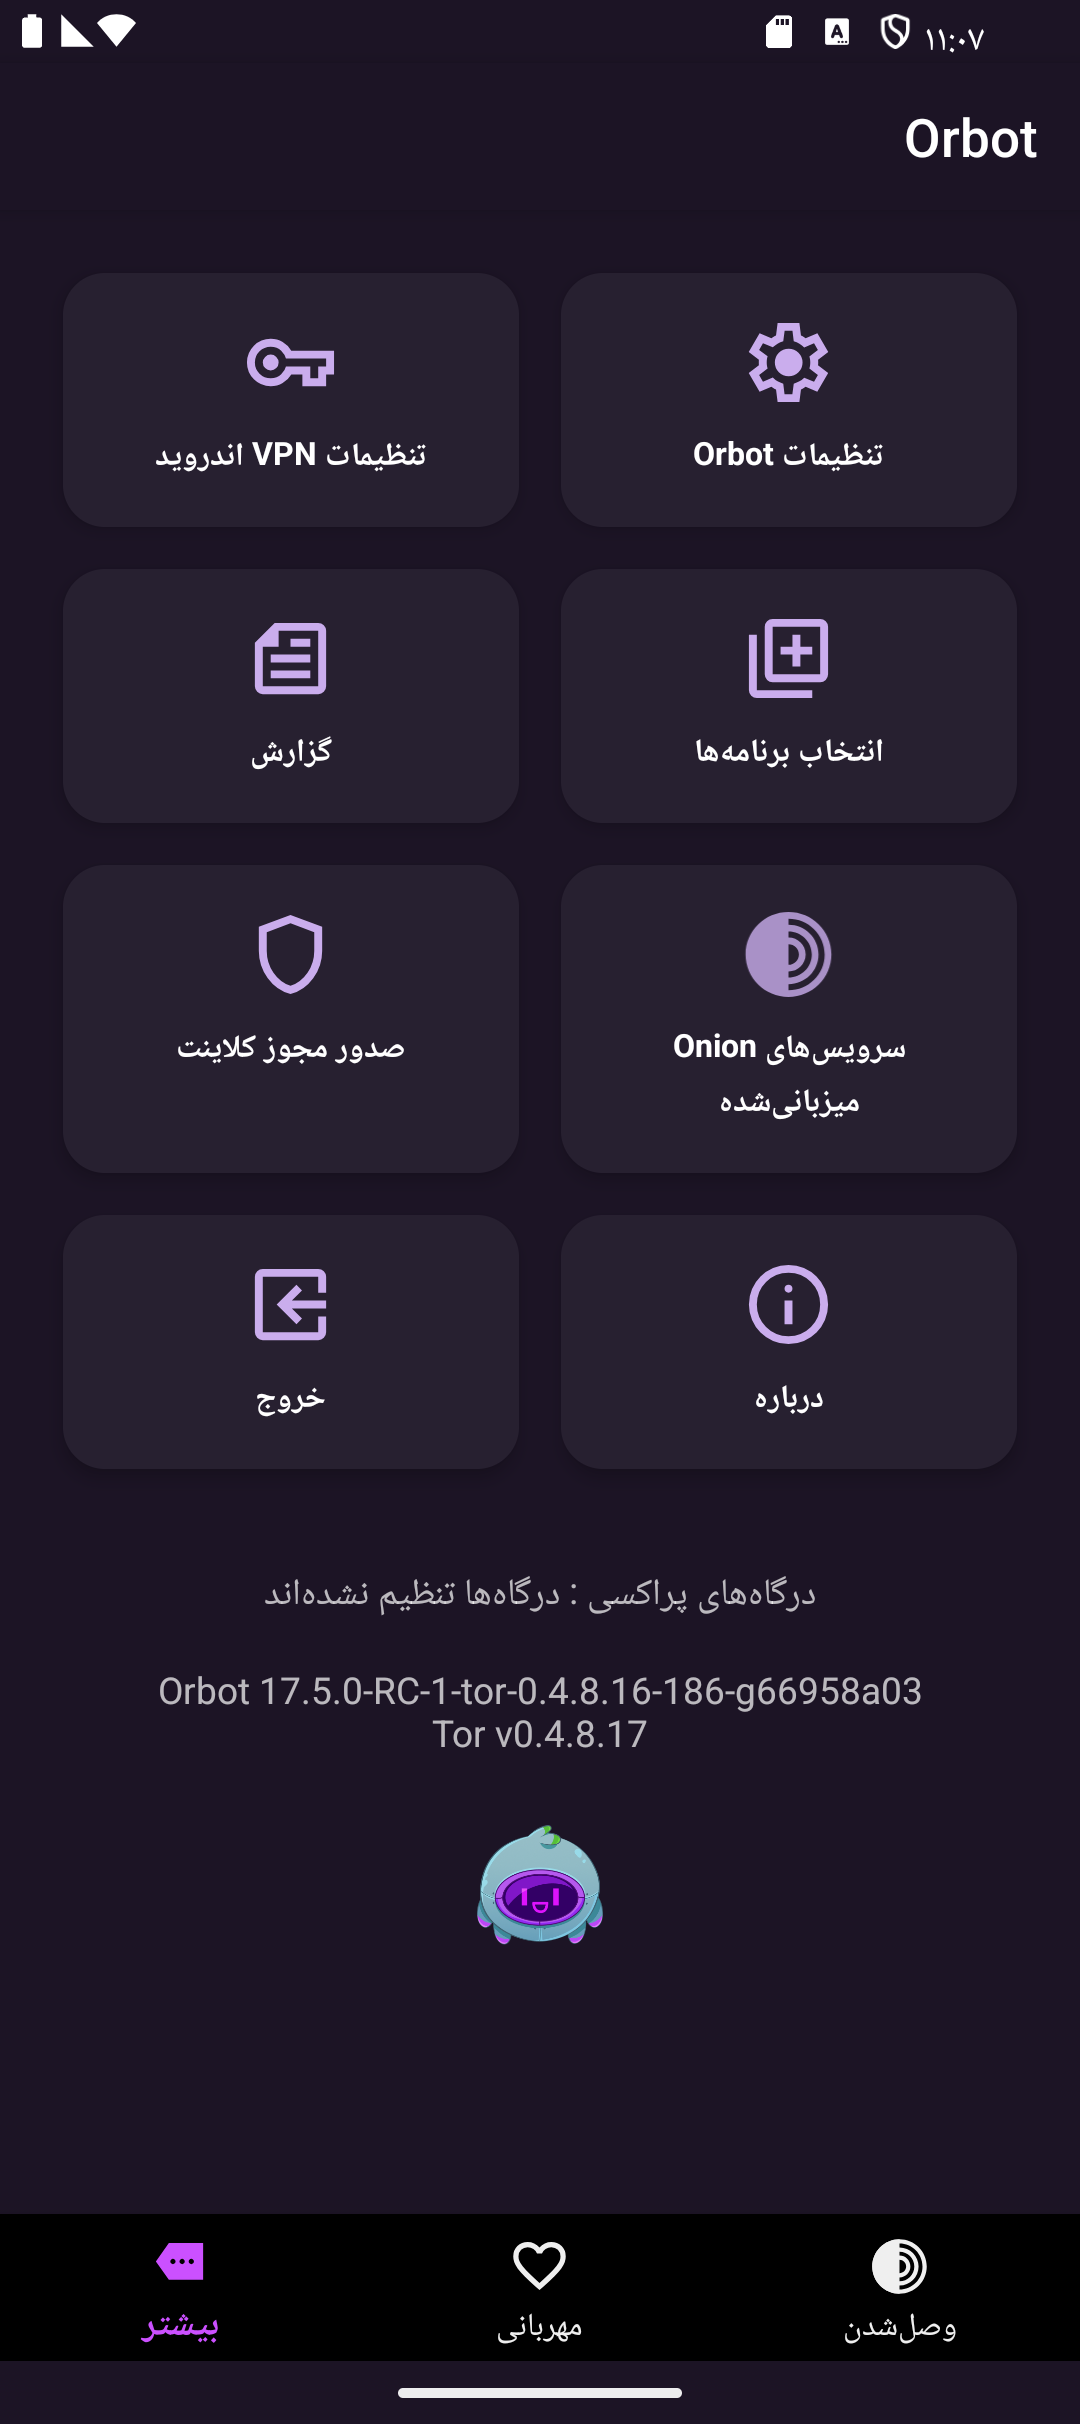 ۱۱:۰۷
Orbot
تنظیمات Orbot
تنظیمات VPN اندروید
انتخاب برنامه‌ها
گزارش
سرویس‌های Onion
میزبانی‌شده
صدور مجوز کلاینت
درباره
خروج
درگاه‌های پراکسی : درگاه‌ها تنظیم نشده‌اند
Orbot 17.5.0-RC-1-tor-0.4.8.16-186-g66958a03
Tor v0.4.8.17
وصل‌شدن
مهربانی
بیشتر